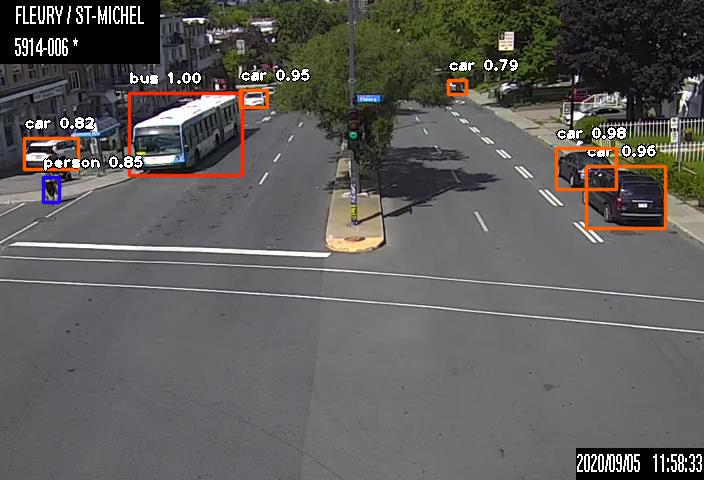 FLEURY / ST-MICHEL
5914-006 *
bus 1.00
car 0.95
car 0.79
car 0.82
person 0.85
car 0.98
car 0.96
Fleury
2020/09/05 11:58:33